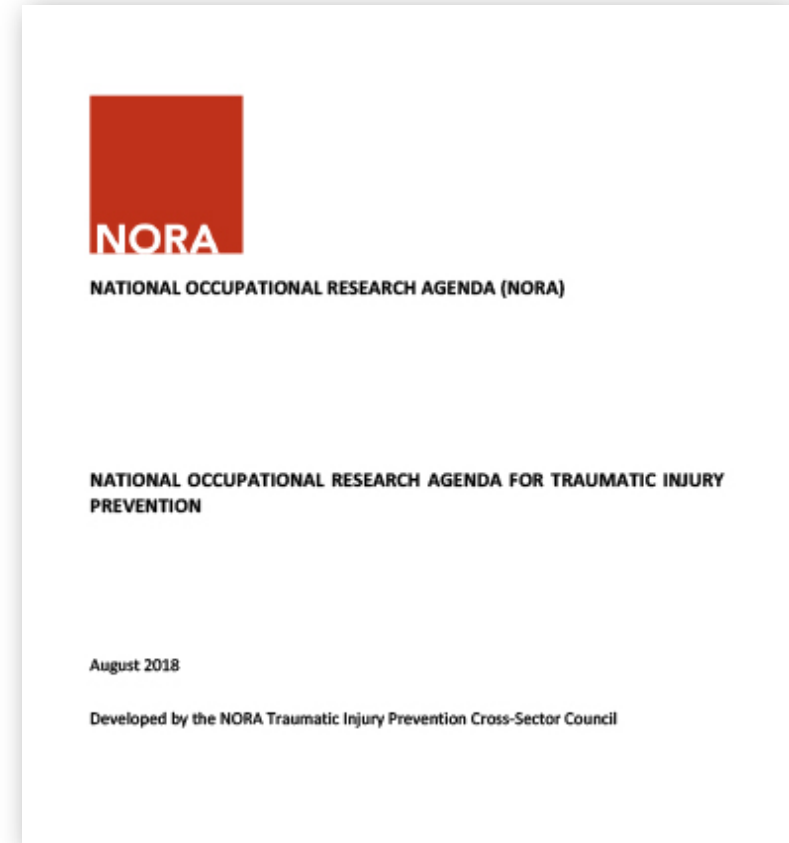 NORA
NATIONAL OCCUPATIONAL RESEARCH AGENDA (NORA)
NATIONAL OCCUPATIONAL RESEARCH AGENDA FOR TRAUMATIC INJURY
PREVENTION
August 2018
Developed by the NORA Traumatic Injury Prevention Cross-Sector Council